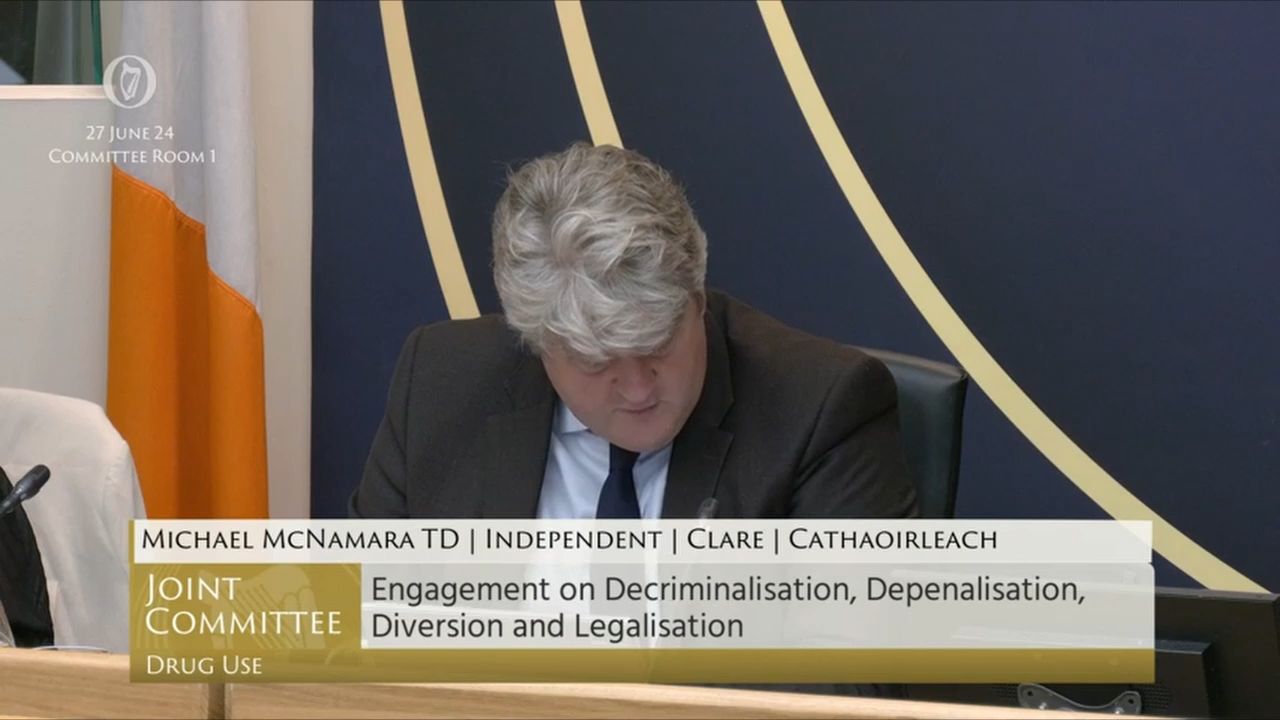 27 June 24
Committee Room 1
Michael McNamara TD | Independent | Clare | Cathaoirleach
Joint
Committee
Engagement on Decriminalisation, Depenalisation,
Diversion and Legalisation
Drug Use